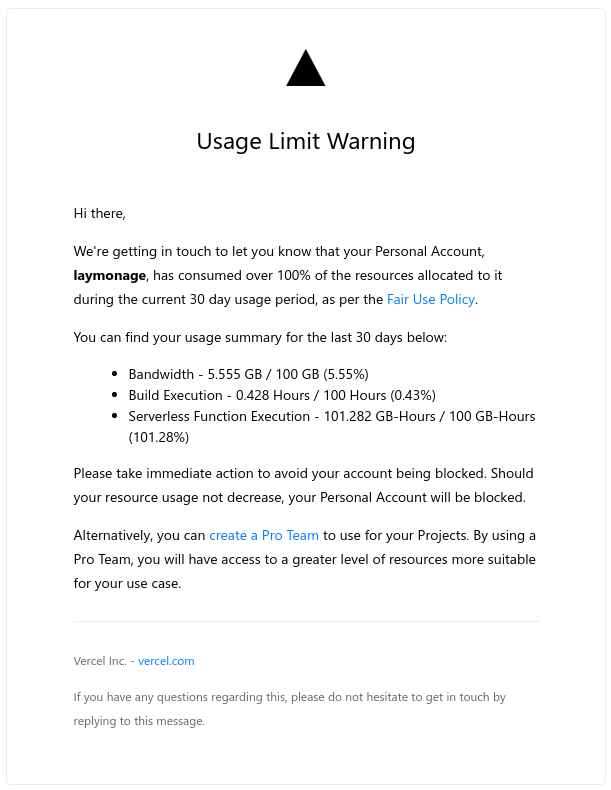 Usage Limit Warning
Hi there,
We're getting in touch to let you know that your Personal Account,
laymonage, has consumed over 100% of the resources allocated to it
during the current 30 day usage period, as per the Fair Use Policy.
You can find your usage summary for the last 30 days below:
• Bandwidth - 5.555 GB / 100 GB (5.55%)
• Build Execution - 0.428 Hours / 100 Hours (0.43%)
• Serverless Function Execution - 101.282 GB-Hours / 100 GB-Hours
(101.28%)
Please take immediate action to avoid your account being blocked. Should
your resource usage not decrease, your Personal Account will be blocked.
Alternatively, you can create a Pro Team to use for your Projects. By using a
Pro Team, you will have access to a greater level of resources more suitable
for your use case.
Vercel Inc. - vercel.com
If you have any questions regarding this, please do not hesitate to get in touch by
replying to this message.